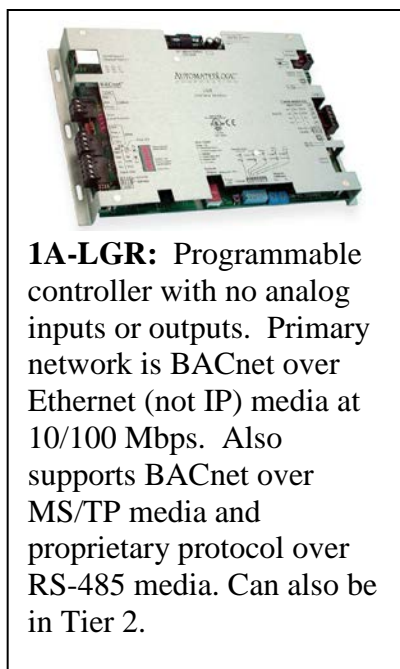 AUTOMATEDLOGIC
BACnet
1A-LGR: Programmable
controller with no analog
inputs or outputs. Primary
network is BACnet over
Ethernet (not IP) media at
10/100 Mbps. Also
supports BACnet over
MS/TP media and
proprietary protocol over
RS-485 media. Can also be
in Tier 2.